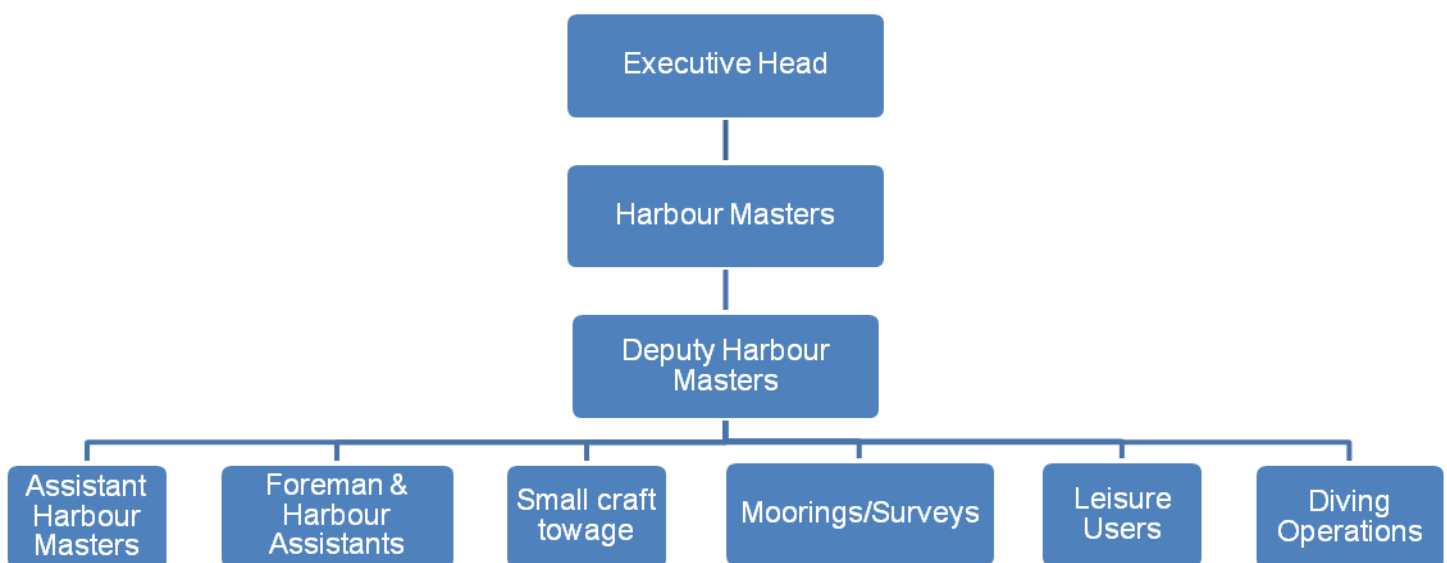 Executive Head
Harbour Masters
Deputy Harbour
Masters
Assistant
Harbour
Masters
Foreman &
Harbour
Assistants
Small craft
towage
Moorings/Surveys
Leisure
Users
Diving
Operations